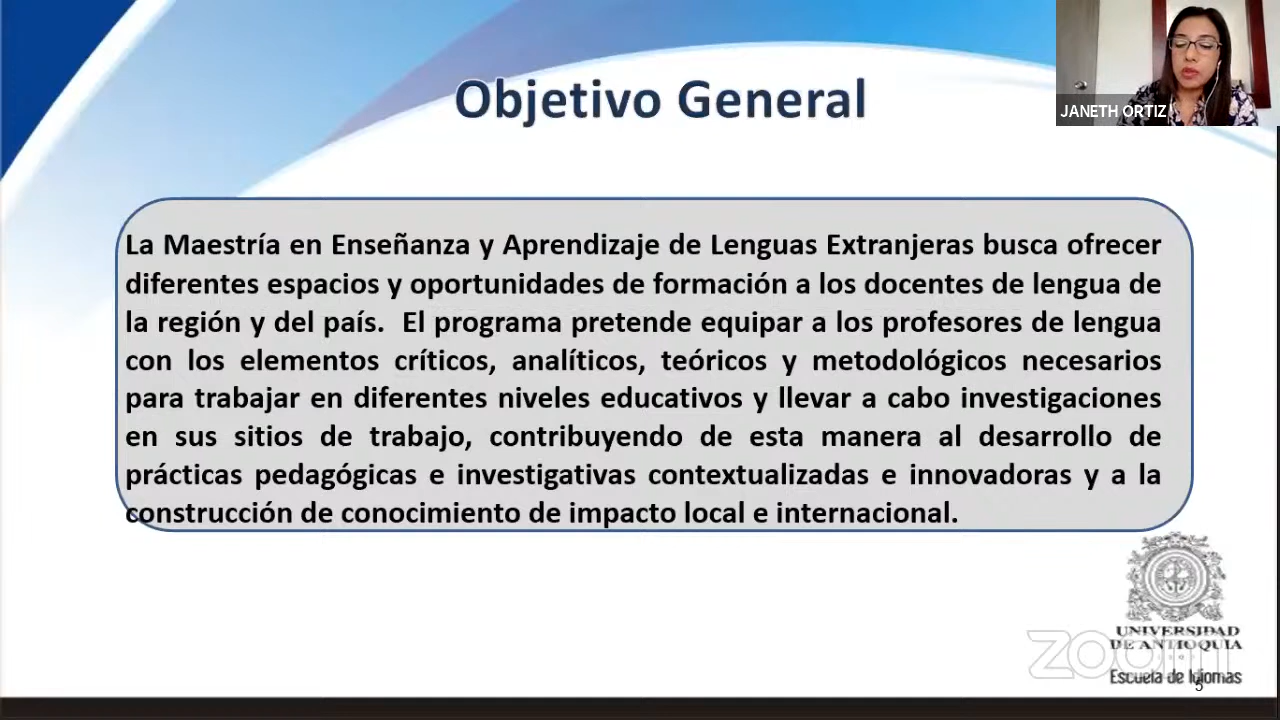 Objetivo General
JANETH ORTIZ
La Maestría en Enseñanza y Aprendizaje de Lenguas Extranjeras busca ofrecer
diferentes espacios y oportunidades de formación a los docentes de lengua de
la región y del país. El programa pretende equipar a los profesores de lengua
con los elementos críticos, analíticos, teóricos y metodológicos necesarios
para trabajar en diferentes niveles educativos y llevar a cabo investigaciones
en sus sitios de trabajo, contribuyendo de esta manera al desarrollo de
prácticas pedagógicas e investigativas contextualizadas e innovadoras y a la
construcción de conocimiento de impacto local e internacional.
UNIVERSIDAD
DE ANTIOQUIA
zoom
Escuela de Idiomas
5